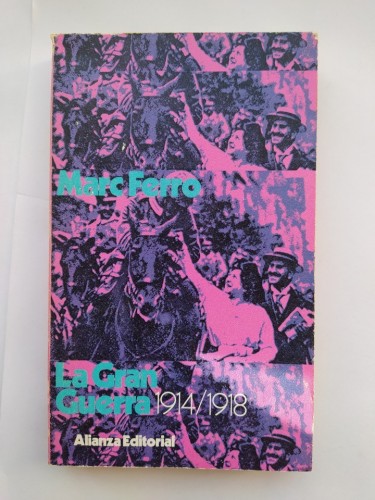 Marc Ferro
La Gran
Guerra 1914/1918
Alianza Editorial